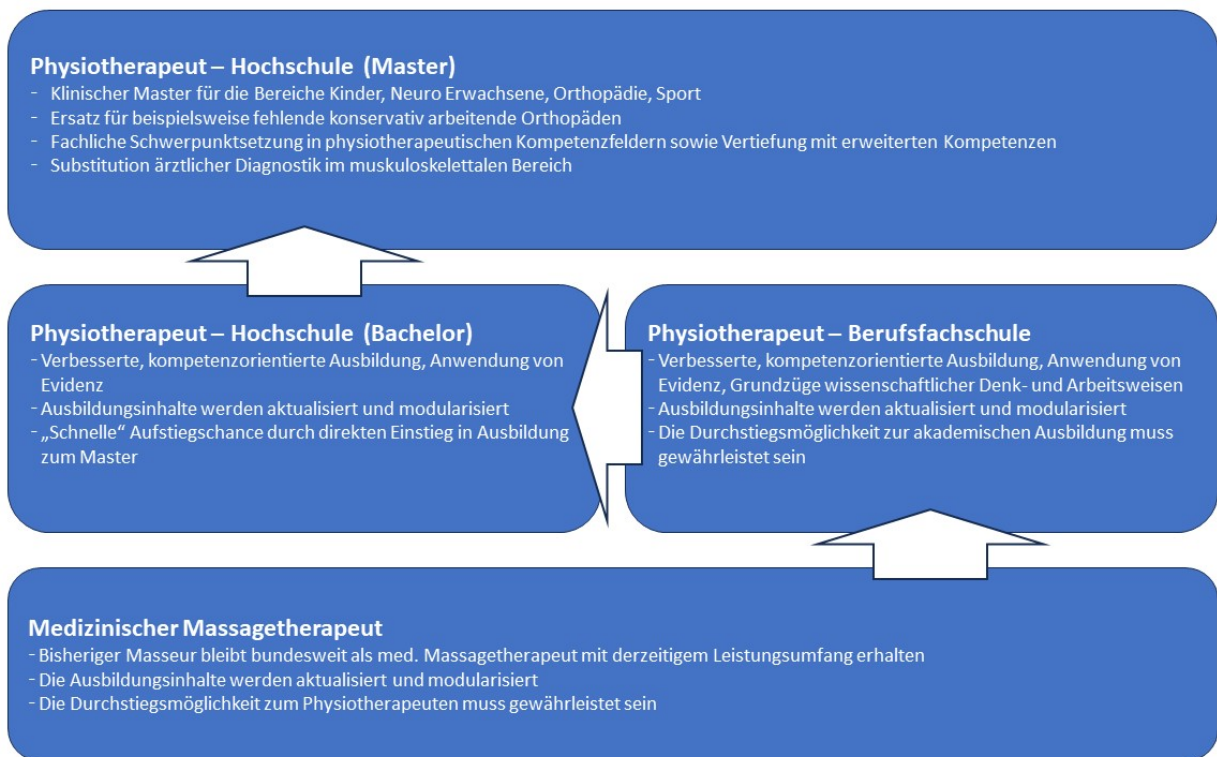 Physiotherapeut – Hochschule (Master)
- Klinischer Master für die Bereiche Kinder, Neuro Erwachsene, Orthopädie, Sport
- Ersatz für beispielsweise fehlende konservativ arbeitende Orthopäden
- Fachliche Schwerpunktsetzung in physiotherapeutischen Kompetenzfeldern sowie Vertiefung mit erweiterten Kompetenzen
- Substitution ärztlicher Diagnostik im muskuloskelettalen Bereich
Physiotherapeut – Hochschule (Bachelor)
- Verbesserte, kompetenzorientierte Ausbildung, Anwendung von
Evidenz
- Ausbildungsinhalte werden aktualisiert und modularisiert
- „Schnelle“ Aufstiegschance durch direkten Einstieg in Ausbildung
zum Master
Physiotherapeut – Berufsfachschule
- Verbesserte, kompetenzorientierte Ausbildung, Anwendung von
Evidenz, Grundzüge wissenschaftlicher Denk- und Arbeitsweisen
- Ausbildungsinhalte werden aktualisiert und modularisiert
- Die Durchstiegsmöglichkeit zur akademischen Ausbildung muss
gewährleistet sein
Medizinischer Massagetherapeut
- Bisheriger Masseur bleibt bundesweit als med. Massagetherapeut mit derzeitigem Leistungsumfang erhalten
- Die Ausbildungsinhalte werden aktualisiert und modularisiert
- Die Durchstiegsmöglichkeit zum Physiotherapeuten muss gewährleistet sein